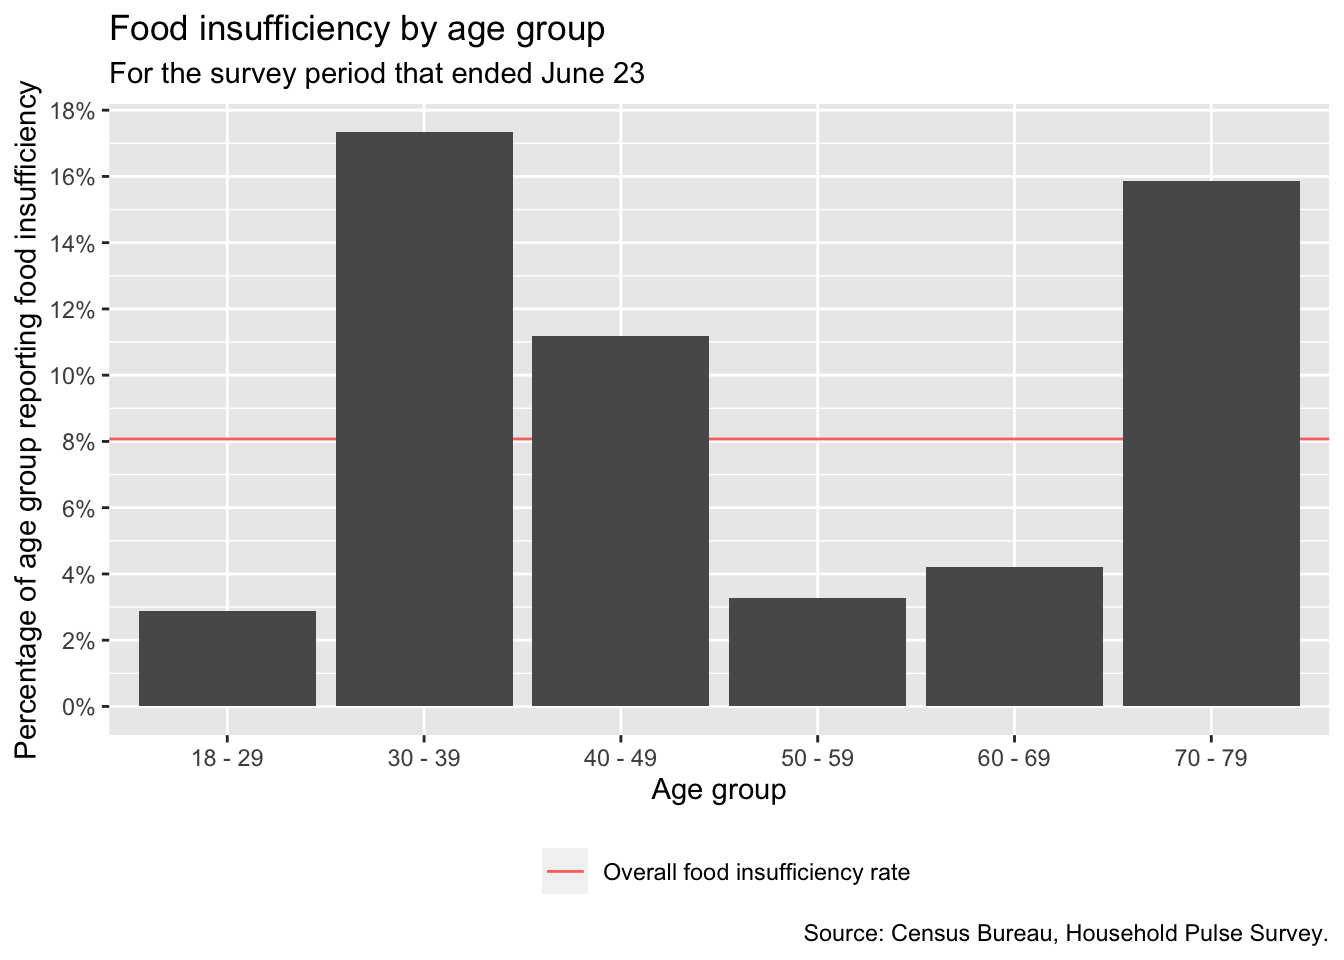 Food insufficiency by age group
For the survey period that ended June 23
Percentage of age group reporting food insufficiency
18%
16%
14%
12%
10%
8%
6%
4%
2%
0%
18 - 29
30 - 39
40 - 49
50 - 59
60 - 69
70 - 79
Age group
Overall food insufficiency rate
Source: Census Bureau, Household Pulse Survey.